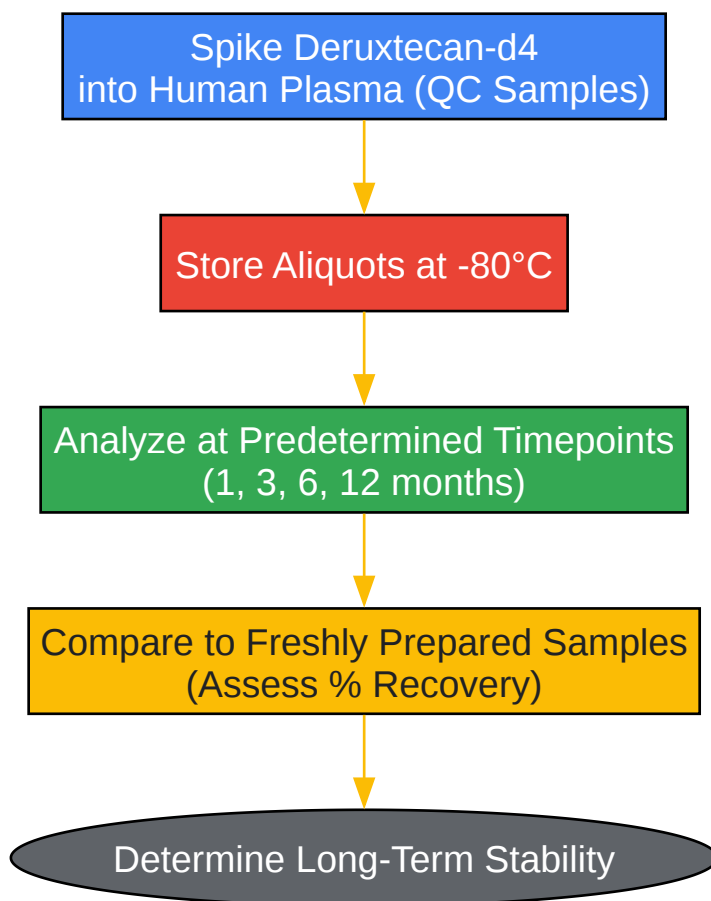 Spike Deruxtecan-d4
into Human Plasma (QC Samples)
Store Aliquots at -80°C
Analyze at Predetermined Timepoints
(1, 3, 6, 12 months)
Compare to Freshly Prepared Samples
(Assess % Recovery)
Determine Long-Term Stability